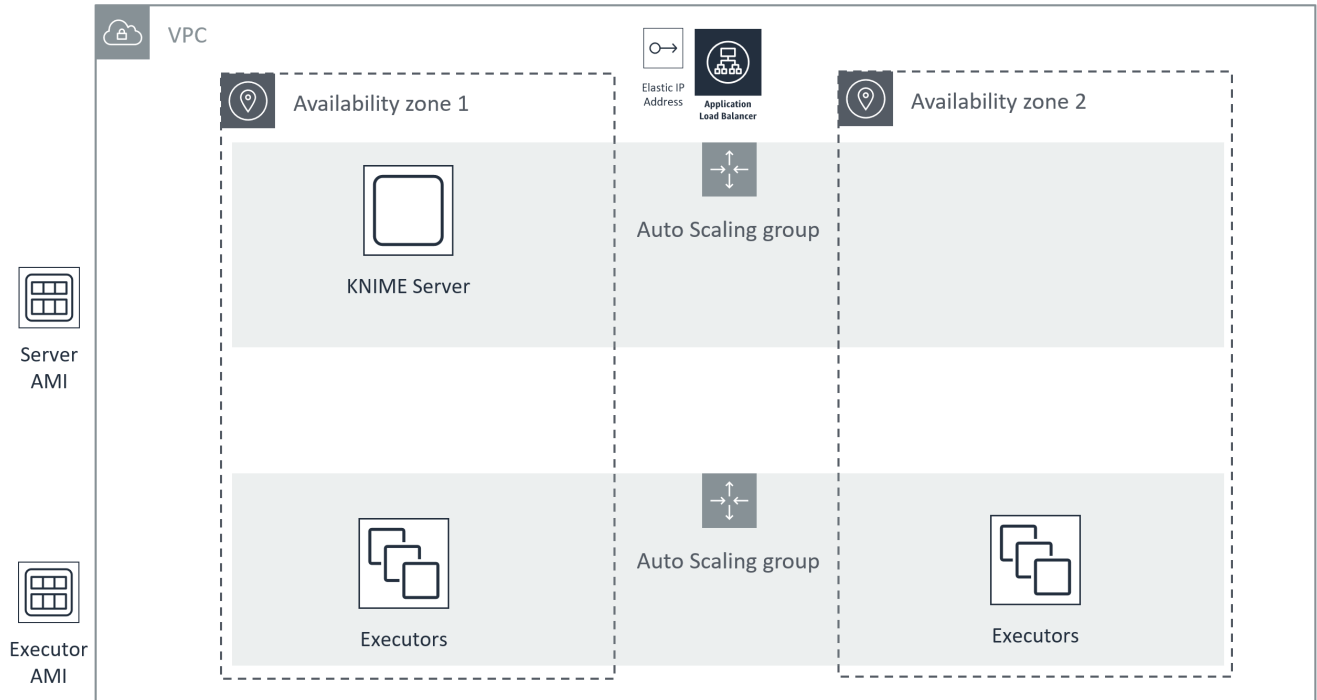 VPC
Elastic IP
Address
Application
Load Balancer
Availability zone 1
Availability zone 2
Auto Scaling group
KNIME Server
Server
AMI
Auto Scaling group
Executors
Executors
Executor
AMI